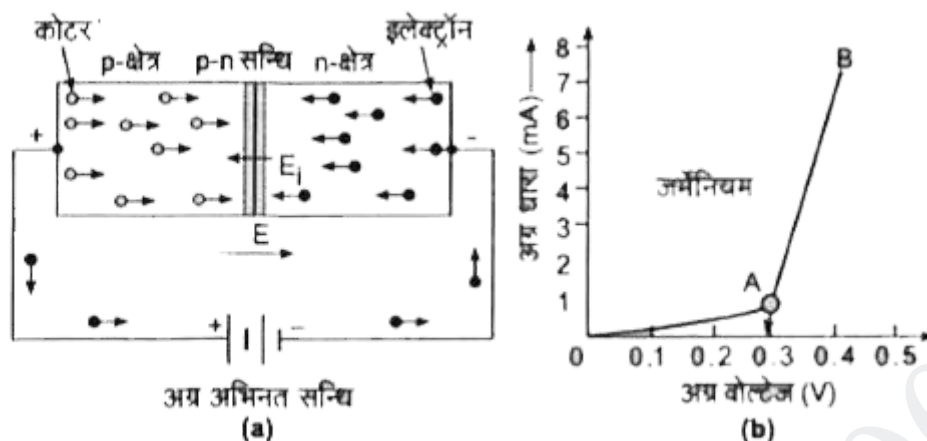 कोटर
इलेक्ट्रॉन
p-क्षेत्र p-n सन्धि n-क्षेत्र
+
-
Ei
E
+ -
अग्र अभिनत सन्धि
(a)
अग्र धारा (mA)
8
7
6
5
4
3
2
1
B
जर्मेनियम
A
0 0.1 0.2 0.3 0.4 0.5
अग्र वोल्टेज (V)
(b)